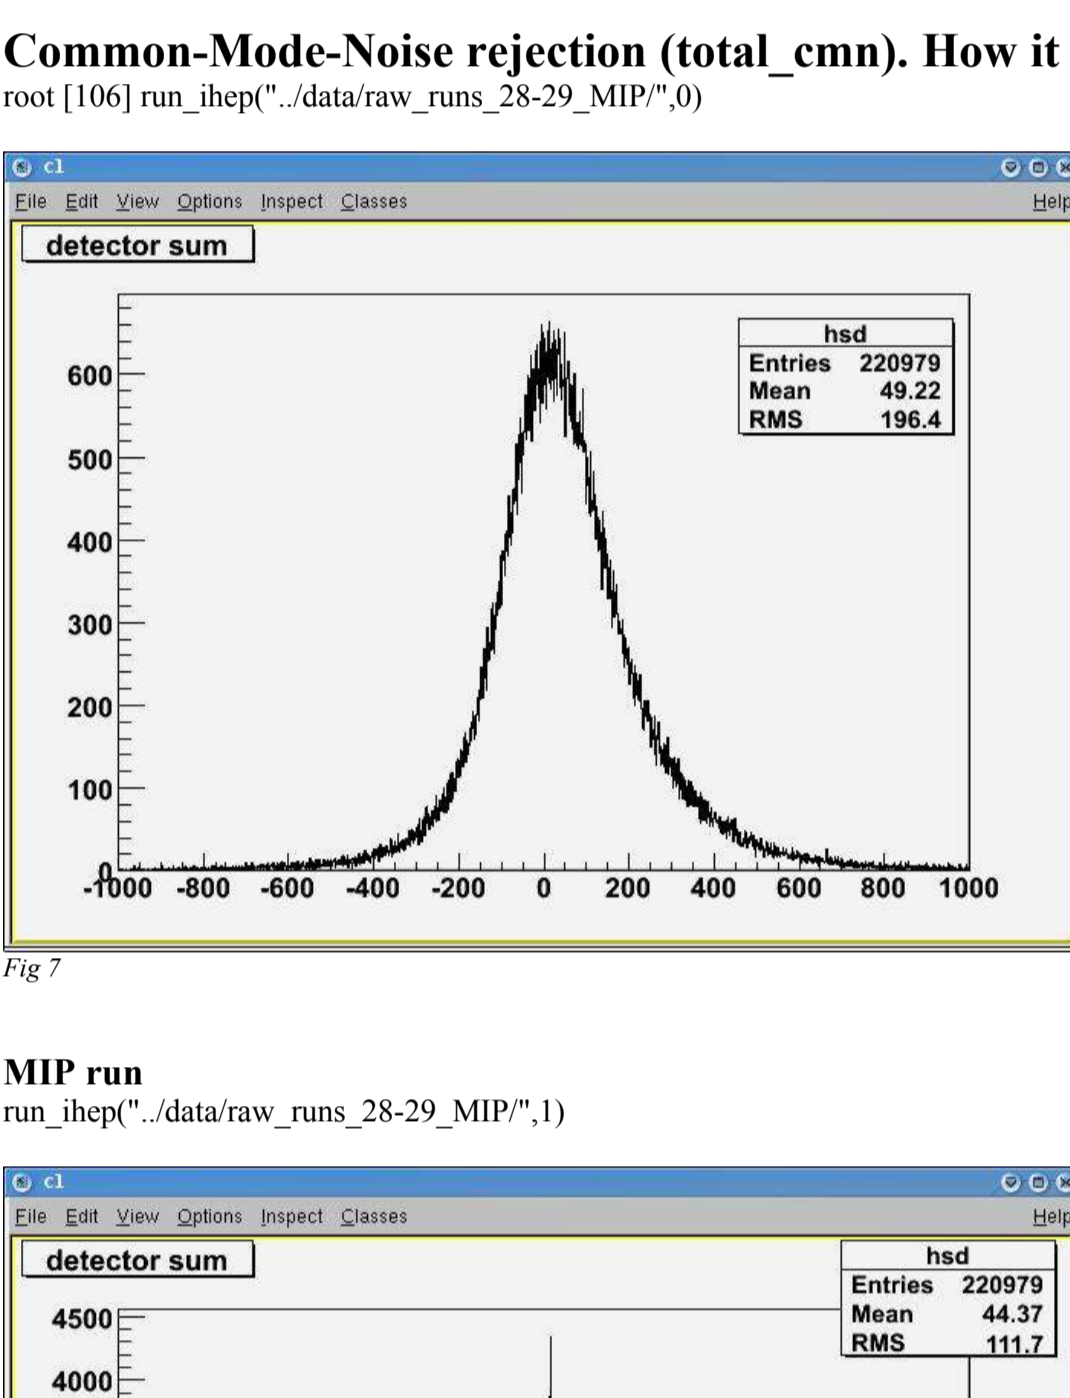 Common-Mode-Noise rejection (total_cmn). How it
root [106] run_ihep("../data/raw_runs_28-29_MIP/",0)
c1
File Edit View Options Inspect Classes Help
detector sum
hsd
Entries 220979
Mean 49.22
RMS 196.4
600
500
400
300
200
100
0
-1000 -800 -600 -400 -200 0 200 400 600 800 1000
Fig 7
MIP run
run_ihep("../data/raw_runs_28-29_MIP/",1)
c1
File Edit View Options Inspect Classes Help
detector sum
hsd
Entries 220979
Mean 44.37
RMS 111.7
4500
4000